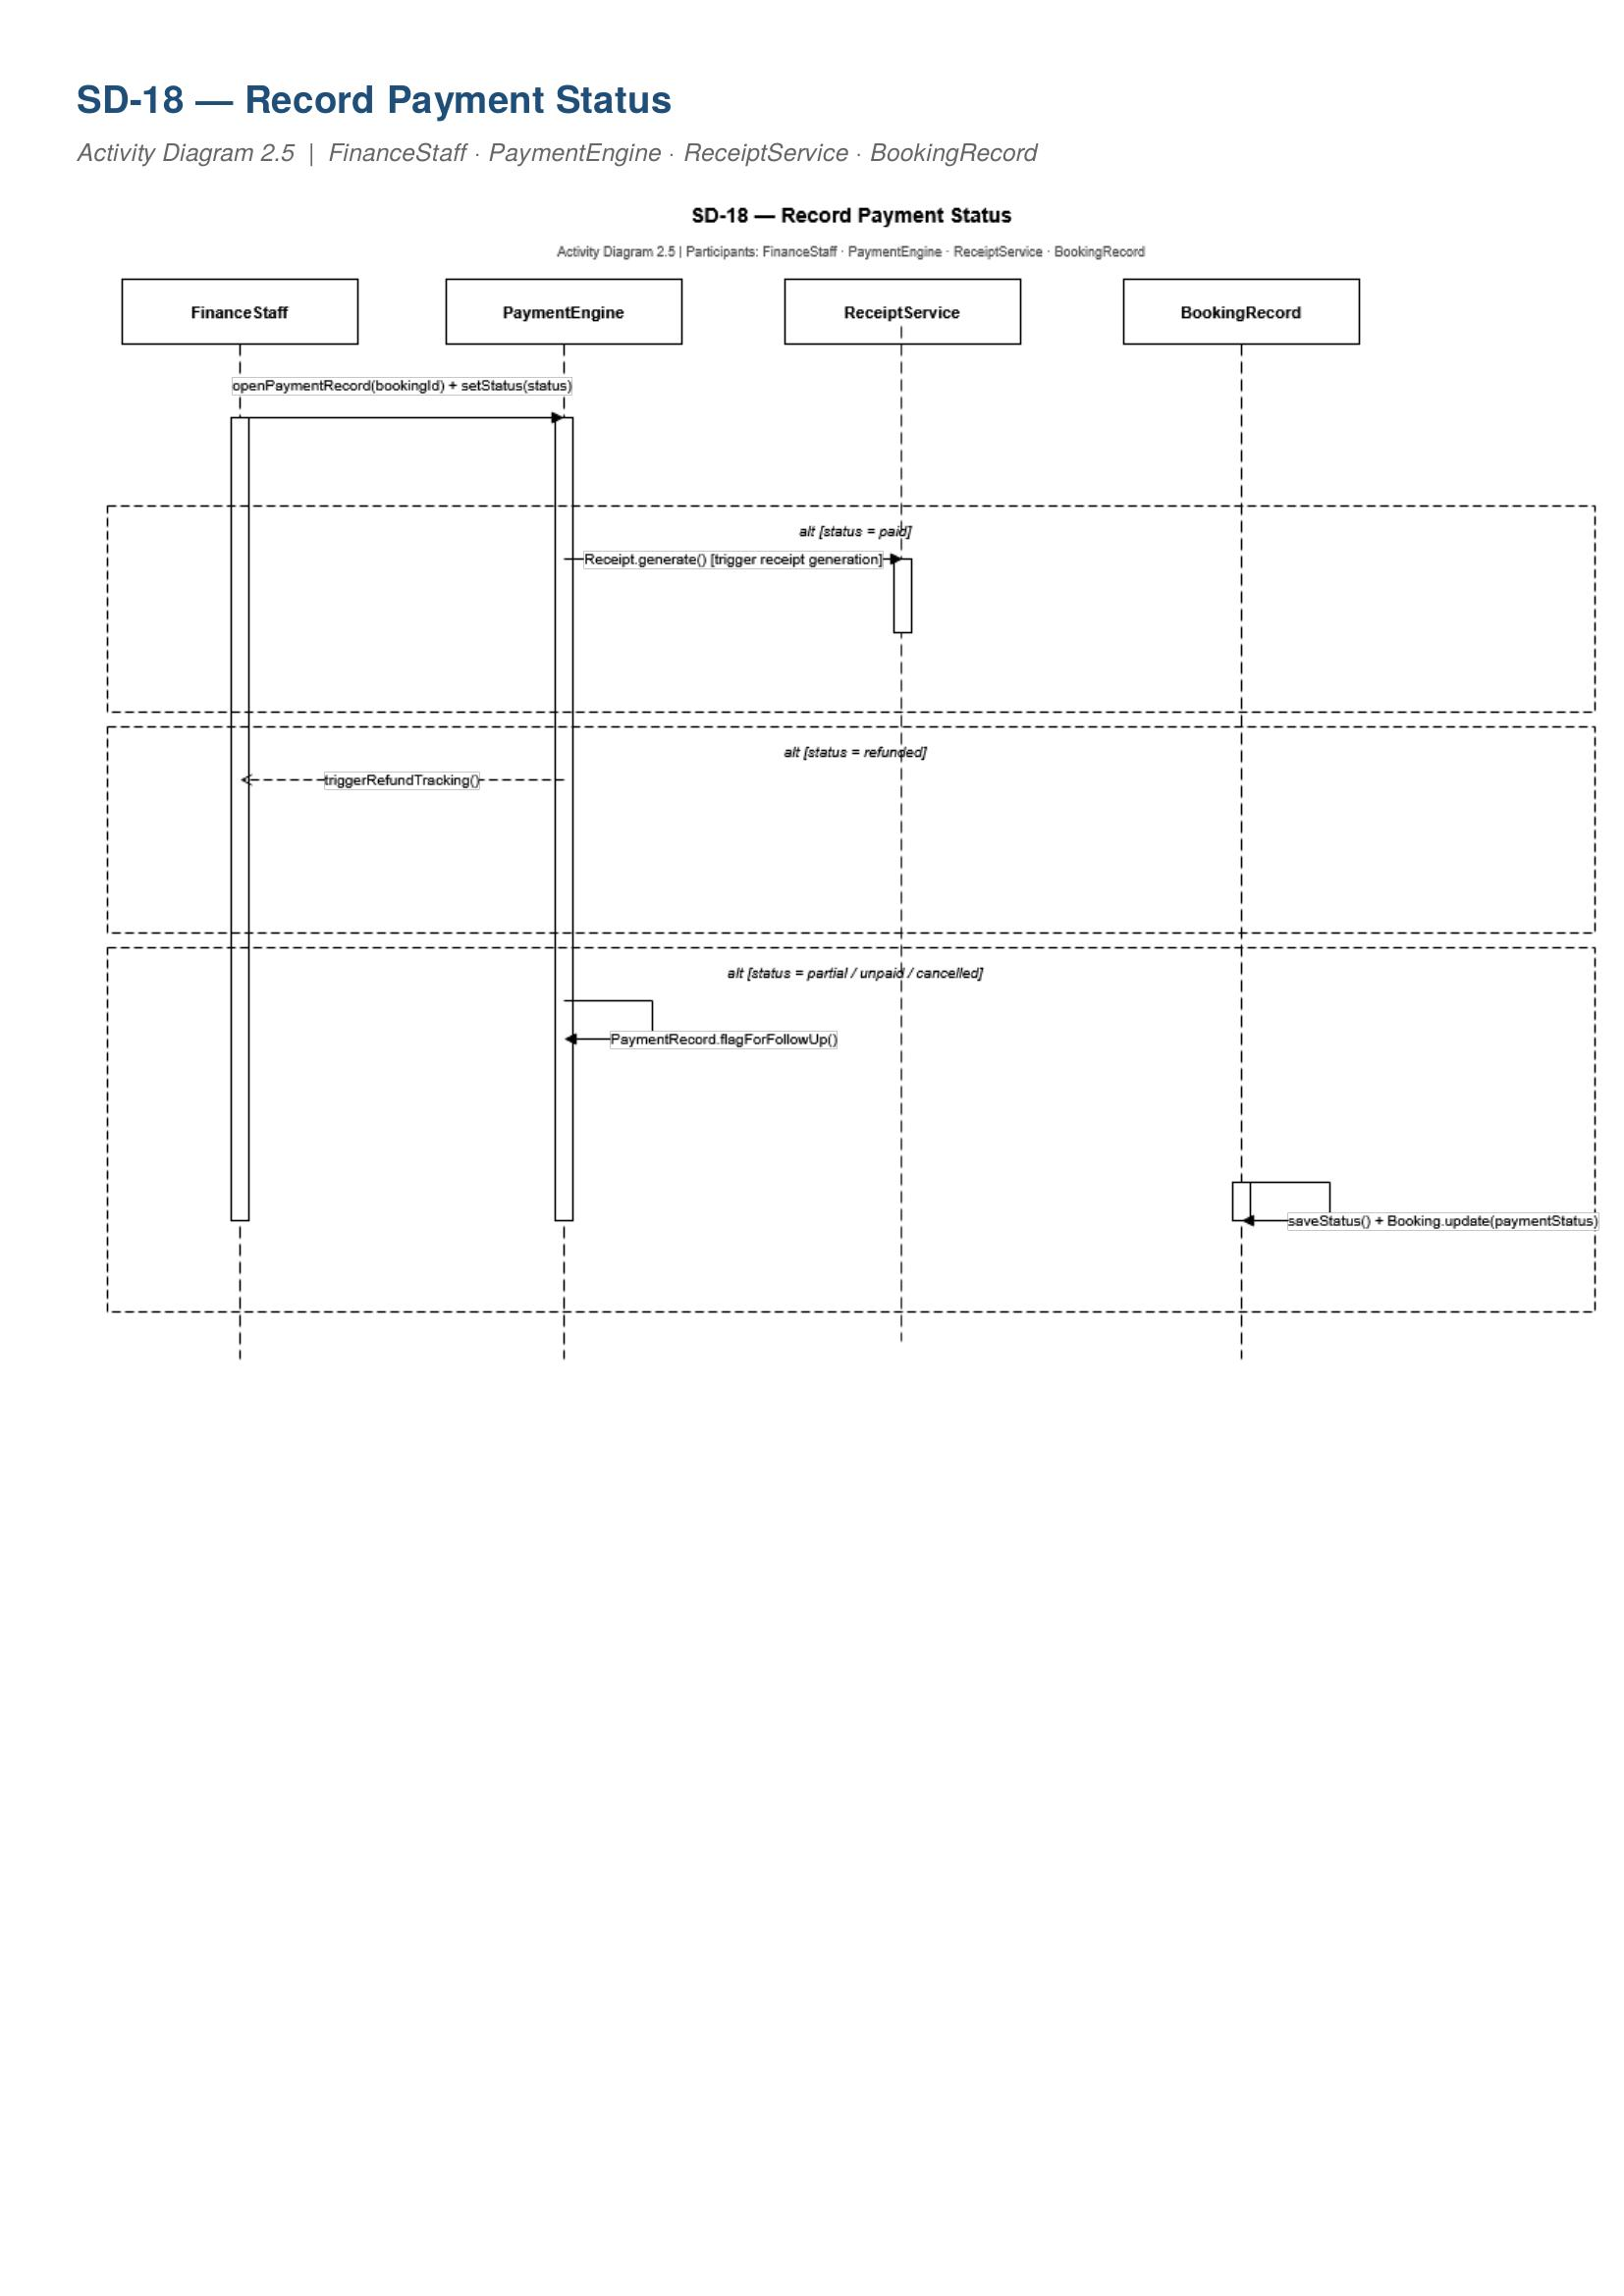 SD-18 — Record Payment Status
Activity Diagram 2.5 | FinanceStaff · PaymentEngine · ReceiptService · BookingRecord
SD-18 — Record Payment Status
Activity Diagram 2.5 | Participants: FinanceStaff · PaymentEngine · ReceiptService · BookingRecord
FinanceStaff
PaymentEngine
ReceiptService
BookingRecord
openPaymentRecord(bookingId) + setStatus(status)
alt [status = paid]
Receipt.generate() [trigger receipt generation]
alt [status = refunded]
triggerRefundTracking()
alt [status = partial / unpaid / cancelled]
PaymentRecord.flagForFollowUp()
saveStatus() + Booking.update(paymentStatus)